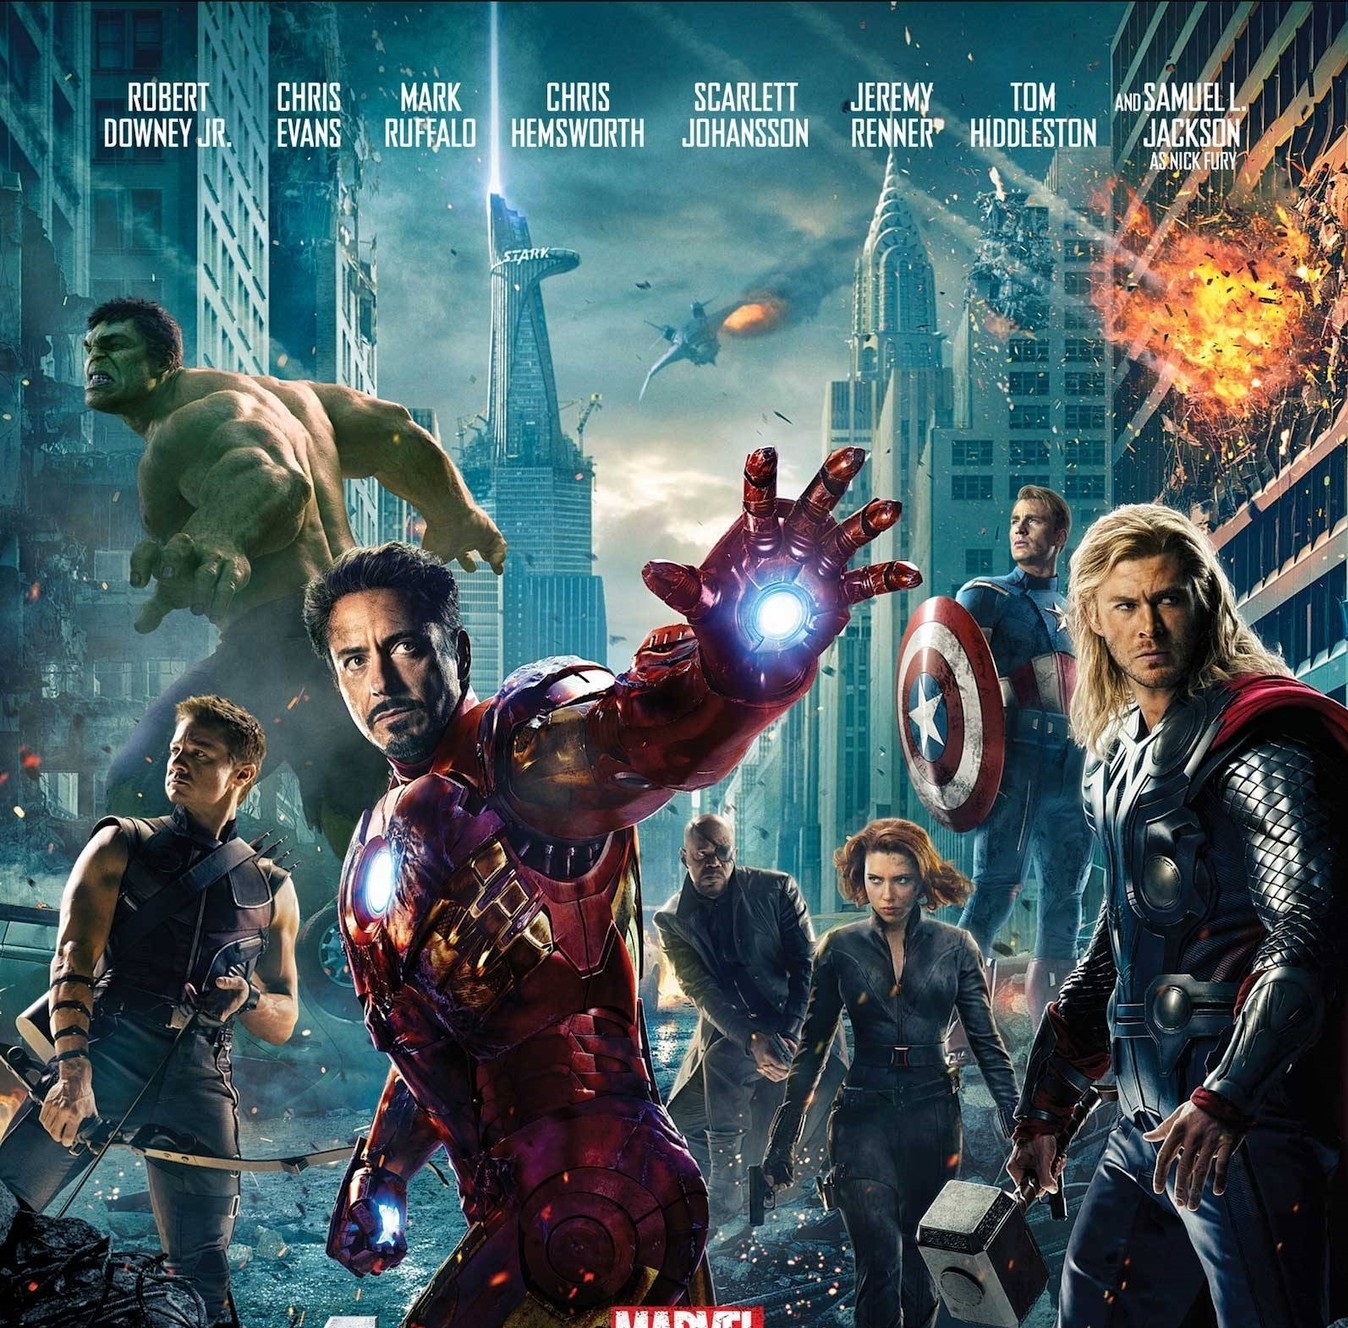 ROBERT
DOWNEY JR.
CHRIS
EVANS
MARK
RUFFALO
CHRIS
HEMSWORTH
SCARLETT
JOHANSSON
JEREMY
RENNER
TOM
HIDDLESTON
AND SAMUEL L.
JACKSON
AS NICK FURY
STARK
MARVEL